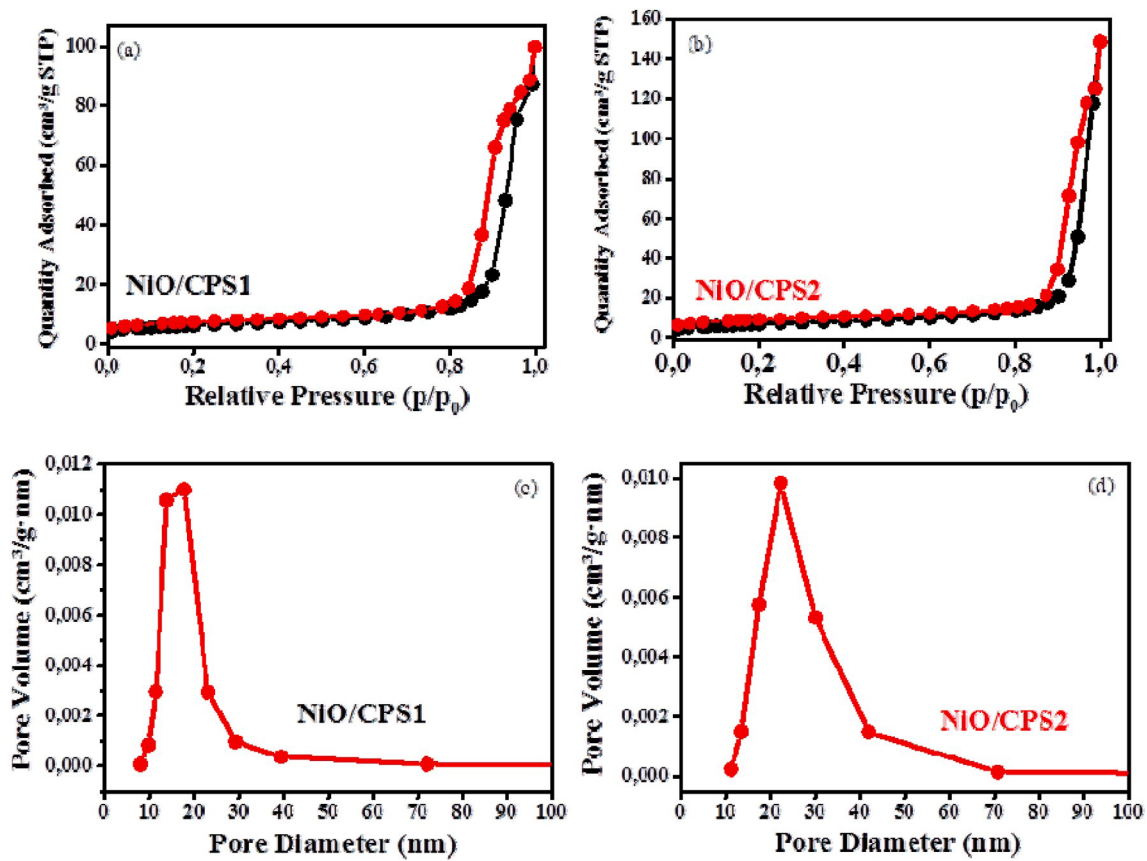 (a)
Quantity Adsorbed (cm³/g STP)
100
80
60
40
20
0
NiO/CPS1
0,0 0,2 0,4 0,6 0,8 1,0
Relative Pressure (p/p₀)
(b)
Quantity Adsorbed (cm³/g STP)
160
140
120
100
80
60
40
20
0
NiO/CPS2
0,0 0,2 0,4 0,6 0,8 1,0
Relative Pressure (p/p₀)
(c)
Pore Volume (cm³/g·nm)
0,012
0,010
0,008
0,006
0,004
0,002
0,000
NiO/CPS1
0 10 20 30 40 50 60 70 80 90 100
Pore Diameter (nm)
(d)
Pore Volume (cm³/g·nm)
0,010
0,008
0,006
0,004
0,002
0,000
NiO/CPS2
0 10 20 30 40 50 60 70 80 90 100
Pore Diameter (nm)